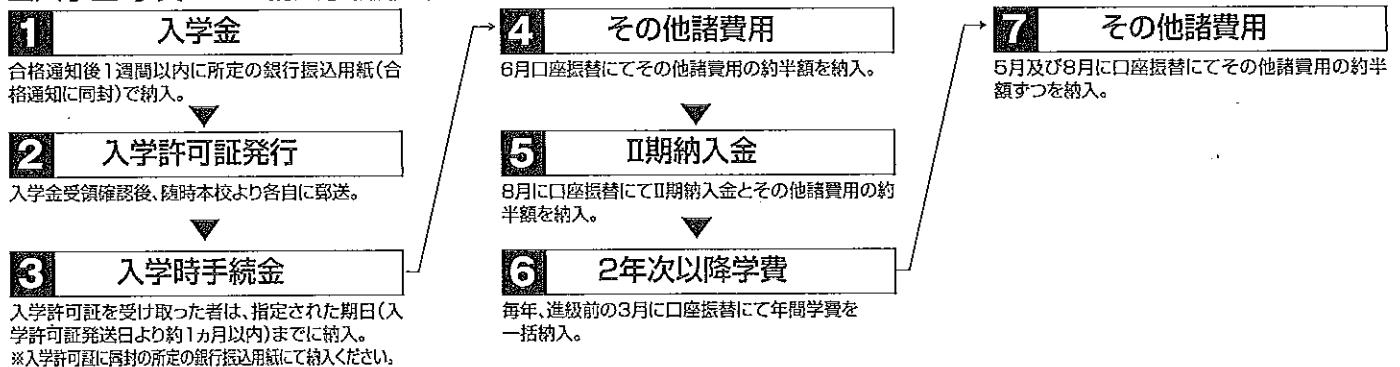 1 入学金
合格通知後1週間以内に所定の銀行振込用紙(合
格通知に同封)で納入。
2 入学許可証発行
入学金受領確認後、随時本校より各自に郵送。
3 入学時手続金
入学許可証を受け取った者は、指定された期日(入
学許可証発送日より約1ヵ月以内)までに納入。
※入学許可証に同封の所定の銀行振込用紙にて納入ください。
4 その他諸費用
6月口座振替にてその他諸費用の約半額を納入。
5 Ⅱ期納入金
8月に口座振替にてⅡ期納入金とその他諸費用の約
半額を納入。
6 2年次以降学費
毎年、進級前の3月に口座振替にて年間学費を
一括納入。
7 その他諸費用
5月及び8月に口座振替にてその他諸費用の約半
額ずつを納入。